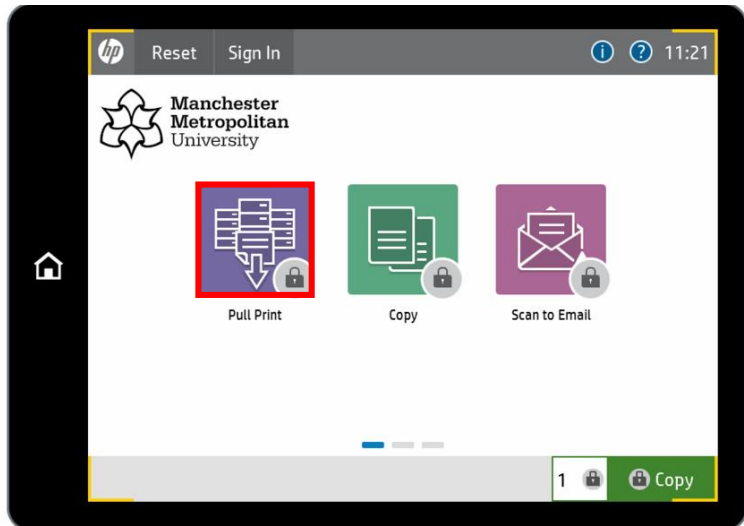 hp Reset Sign In i ? 11:21
Manchester
Metropolitan
University
Pull Print Copy Scan to Email
1 Copy